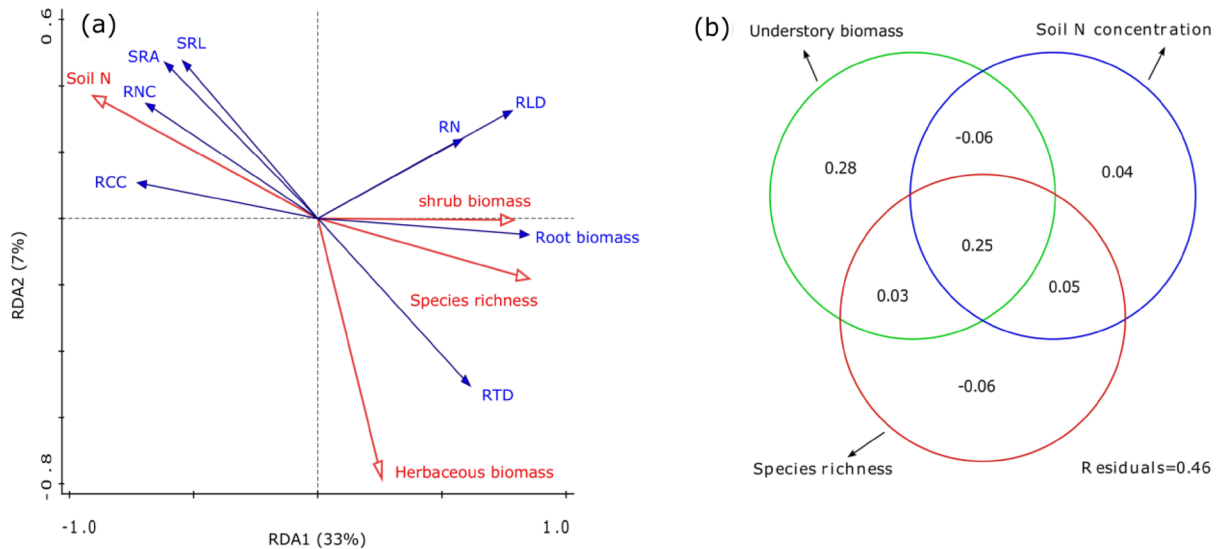 (a)
0.6
SRL
SRA
Soil N
RNC
RCC
RLD
RN
shrub biomass
Root biomass
Species richness
RTD
Herbaceous biomass
RDA2 (7%)
-0.8
-1.0
1.0
RDA1 (33%)
(b)
Understory biomass
Soil N concentration
-0.06
0.28
0.04
0.25
0.03
0.05
-0.06
Species richness
Residuals=0.46